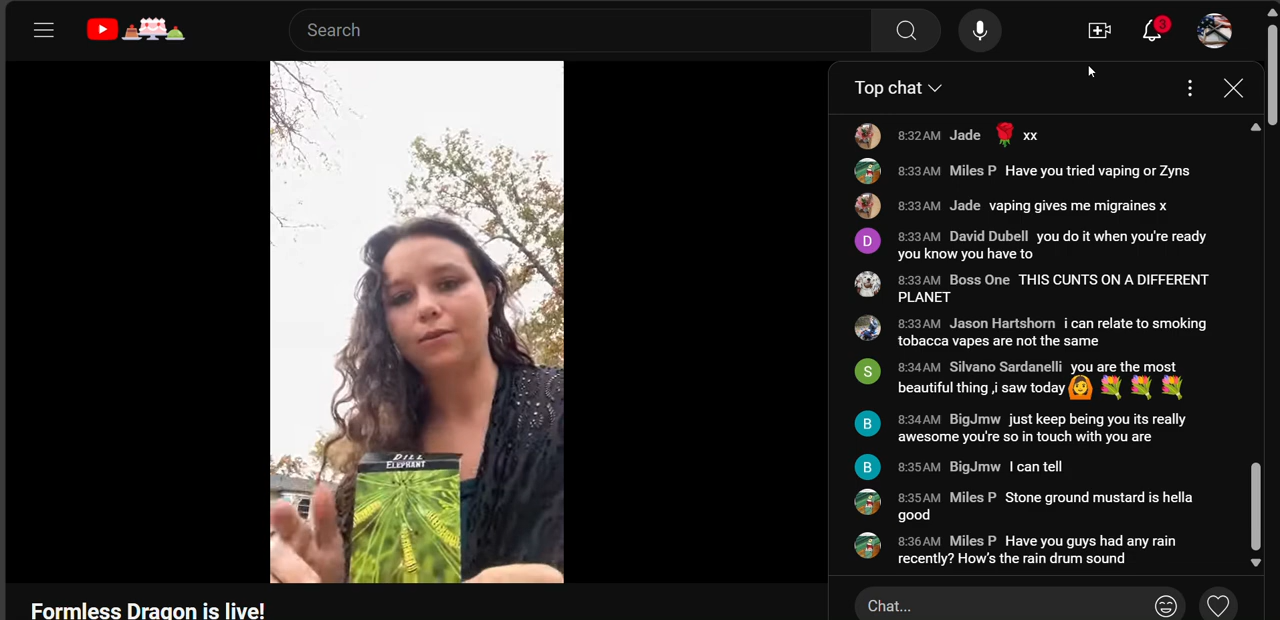 Search
3
Top chat
8:32 AM Jade 🌹 xx
8:33 AM Miles P Have you tried vaping or Zyns
8:33 AM Jade vaping gives me migraines x
D
8:33 AM David Dubell you do it when you're ready
you know you have to
8:33 AM Boss One THIS CUNTS ON A DIFFERENT
PLANET
8:33 AM Jason Hartshorn i can relate to smoking
tobacca vapes are not the same
S
8:34 AM Silvano Sardanelli you are the most
beautiful thing ,i saw today 🙆 💐 💐 💐
B
8:34 AM BigJmw just keep being you its really
awesome you're so in touch with you are
B
8:35 AM BigJmw I can tell
8:35 AM Miles P Stone ground mustard is hella
good
8:36 AM Miles P Have you guys had any rain
recently? How's the rain drum sound
Chat...
DILL
ELEPHANT
Formless Dragon is live!